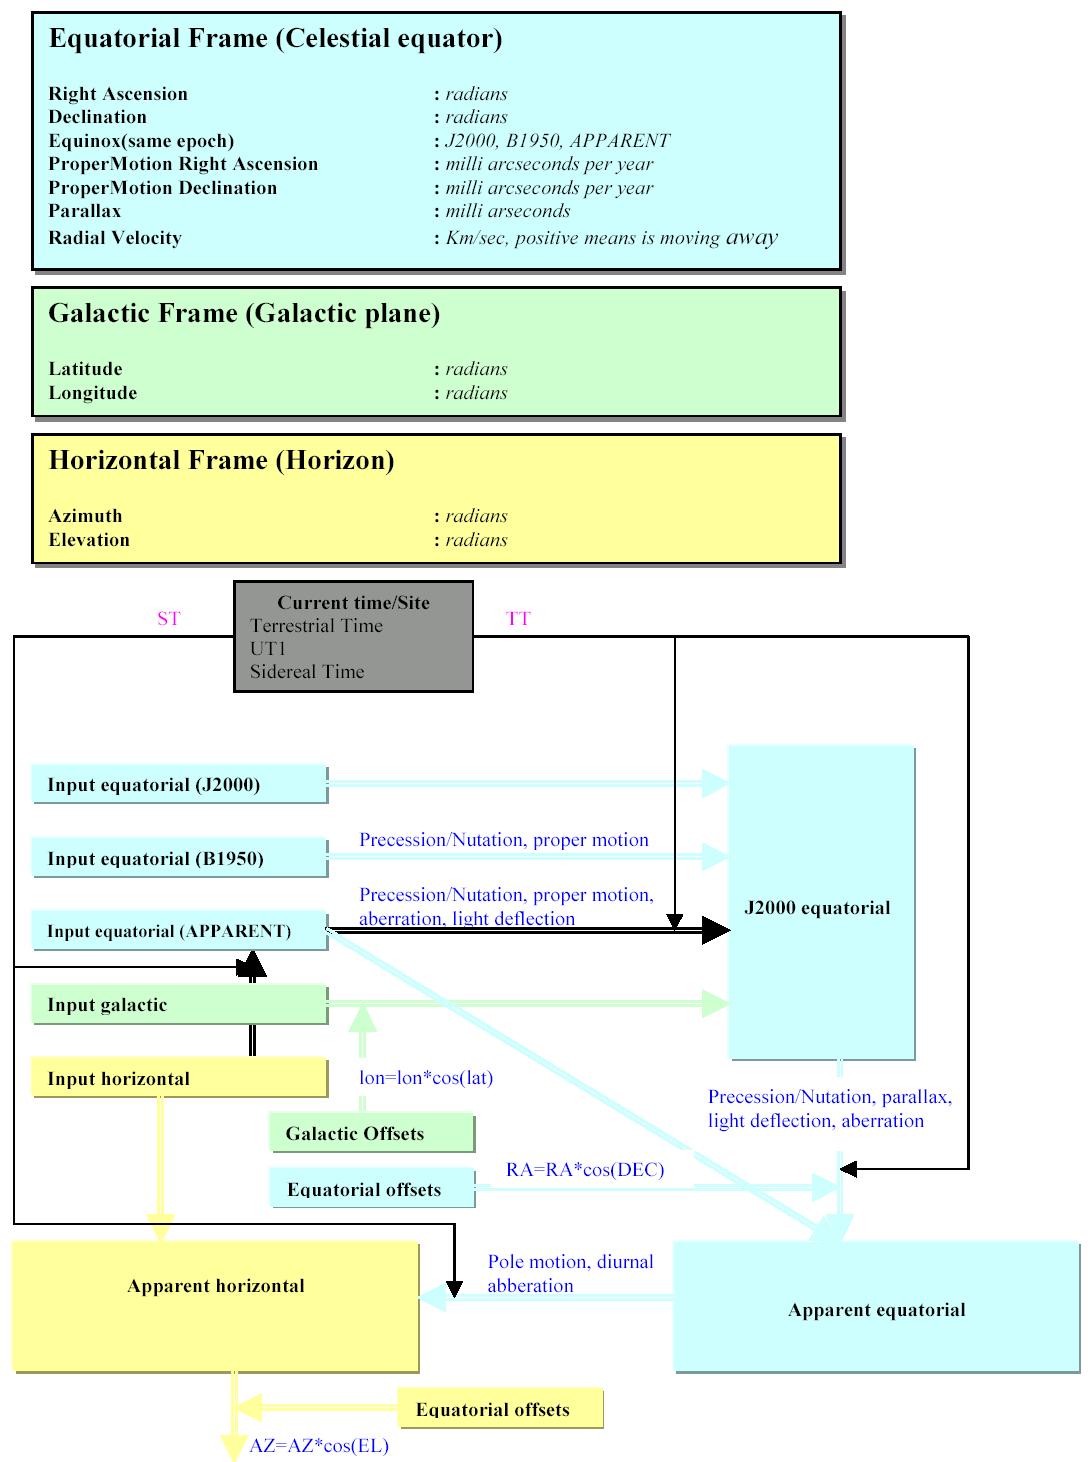 Equatorial Frame (Celestial equator)
Right Ascension : radians
Declination : radians
Equinox(same epoch) : J2000, B1950, APPARENT
ProperMotion Right Ascension : milli arcseconds per year
ProperMotion Declination : milli arcseconds per year
Parallax : milli arseconds
Radial Velocity : Km/sec, positive means is moving away
Galactic Frame (Galactic plane)
Latitude : radians
Longitude : radians
Horizontal Frame (Horizon)
Azimuth : radians
Elevation : radians
ST
Current time/Site
Terrestrial Time
UT1
Sidereal Time
TT
Input equatorial (J2000)
Precession/Nutation, proper motion
Input equatorial (B1950)
Precession/Nutation, proper motion,
aberration, light deflection
Input equatorial (APPARENT)
J2000 equatorial
Input galactic
Input horizontal
lon=lon*cos(lat)
Precession/Nutation, parallax,
light deflection, aberration
Galactic Offsets
RA=RA*cos(DEC)
Equatorial offsets
Pole motion, diurnal
abberation
Apparent horizontal
Apparent equatorial
Equatorial offsets
AZ=AZ*cos(EL)